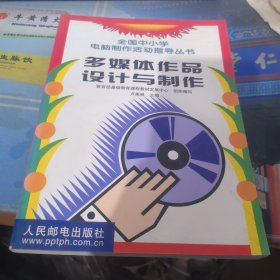 全国中小学
电脑制作活动指导丛书
多媒体作品
设计与制作
教育部基础教育课程教材发展中心 组织编写
人民邮电出版社
www.pptph.com.cn